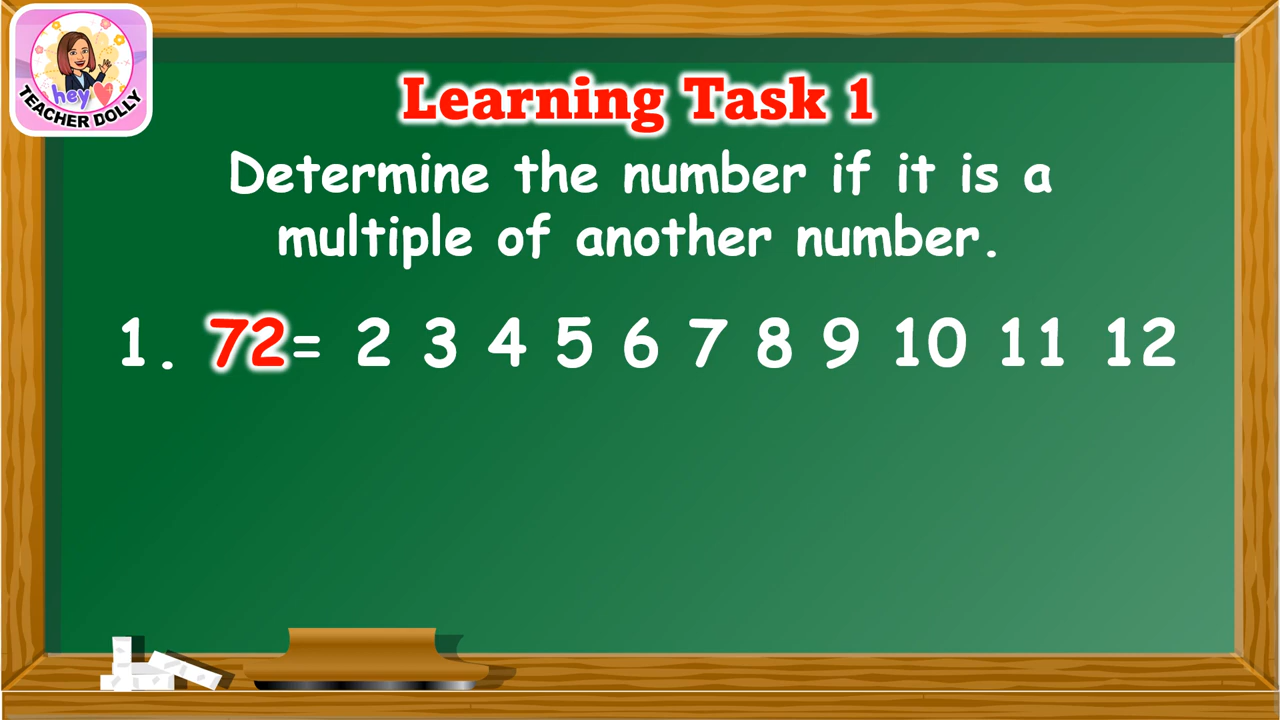 hey
TEACHER DOLLY
Learning Task 1
Determine the number if it is a
multiple of another number.
1. 72= 2 3 4 5 6 7 8 9 10 11 12